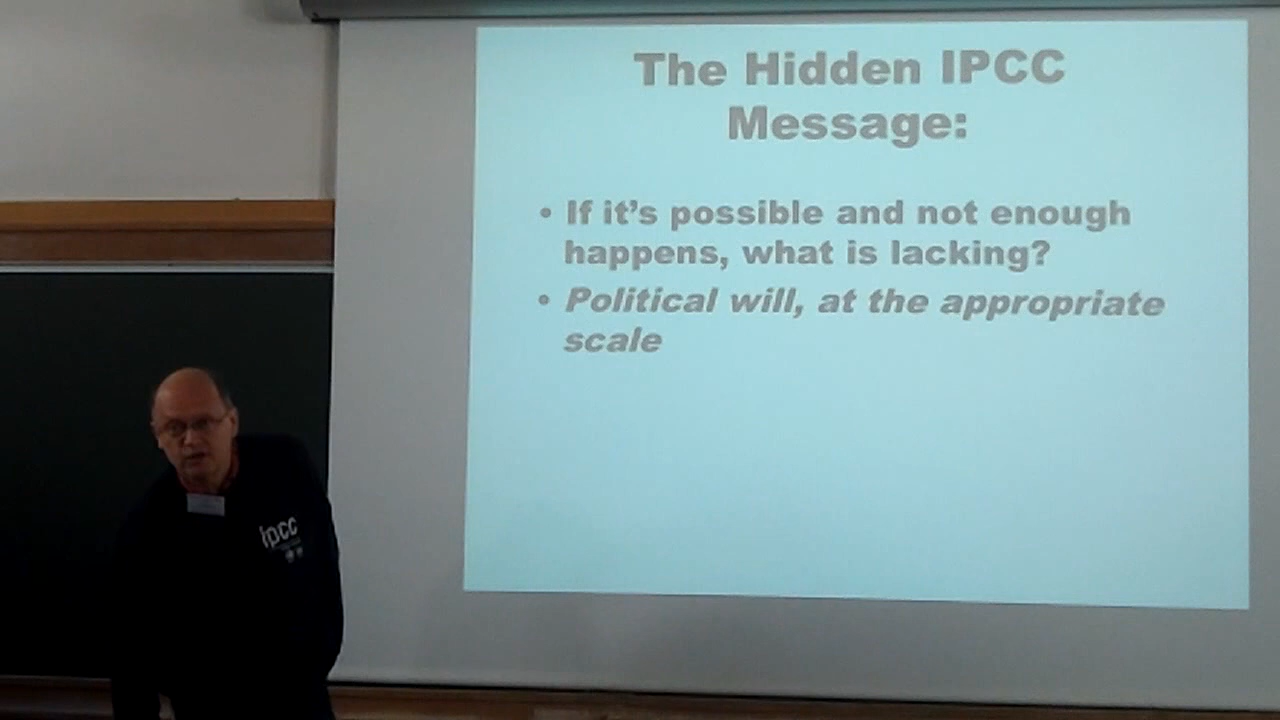 The Hidden IPCC
Message:
• If it's possible and not enough
happens, what is lacking?
• Political will, at the appropriate
scale
ipcc